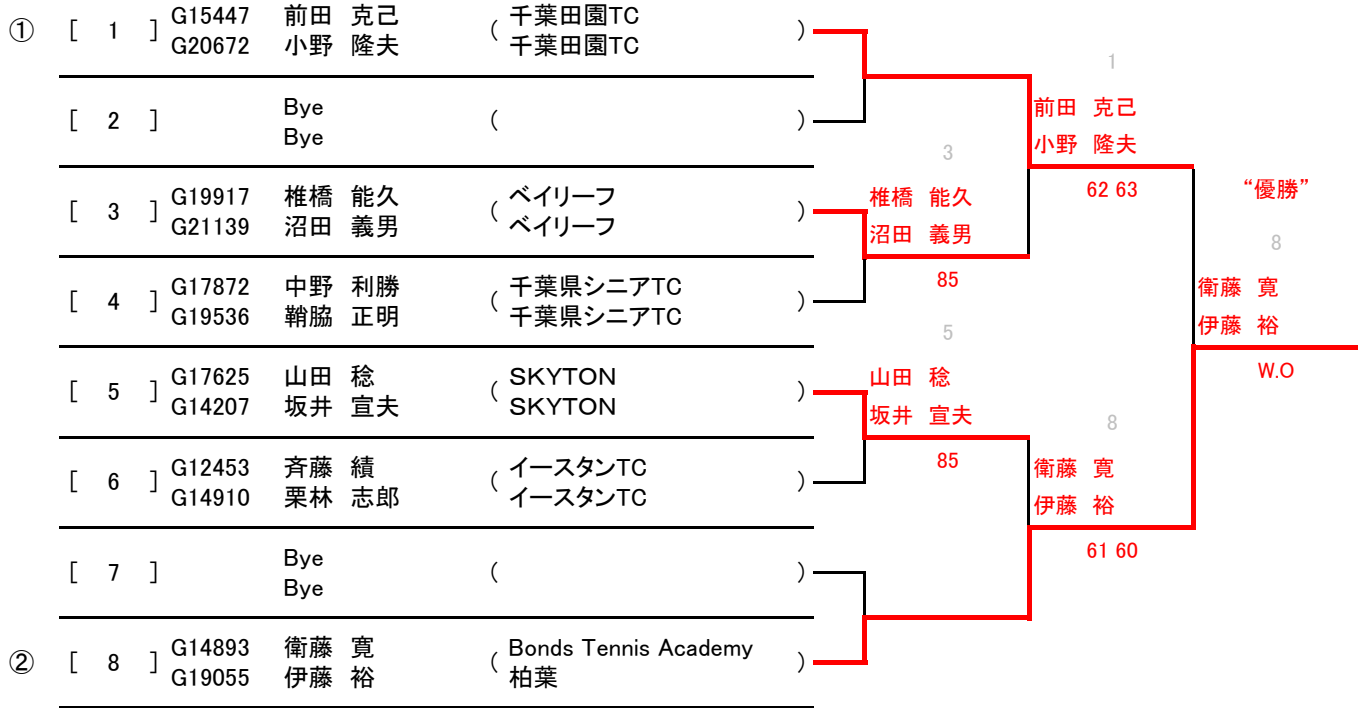 ① [ 1 ] G15447 前田 克己 ( 千葉田園TC )
G20672 小野 隆夫 千葉田園TC
[ 2 ] Bye ( )
Bye
[ 3 ] G19917 椎橋 能久 ( ベイリーフ )
G21139 沼田 義男 ベイリーフ
[ 4 ] G17872 中野 利勝 ( 千葉県シニアTC )
G19536 鞘脇 正明 千葉県シニアTC
[ 5 ] G17625 山田 稔 ( SKYTON )
G14207 坂井 宣夫 SKYTON
[ 6 ] G12453 斉藤 績 ( イースタンTC )
G14910 栗林 志郎 イースタンTC
[ 7 ] Bye ( )
Bye
② [ 8 ] G14893 衛藤 寛 ( Bonds Tennis Academy )
G19055 伊藤 裕 柏葉
3
椎橋 能久
沼田 義男
85
5
山田 稔
坂井 宣夫
85
1
前田 克己
小野 隆夫
62 63
8
衛藤 寛
伊藤 裕
61 60
“優勝”
8
衛藤 寛
伊藤 裕
W.O